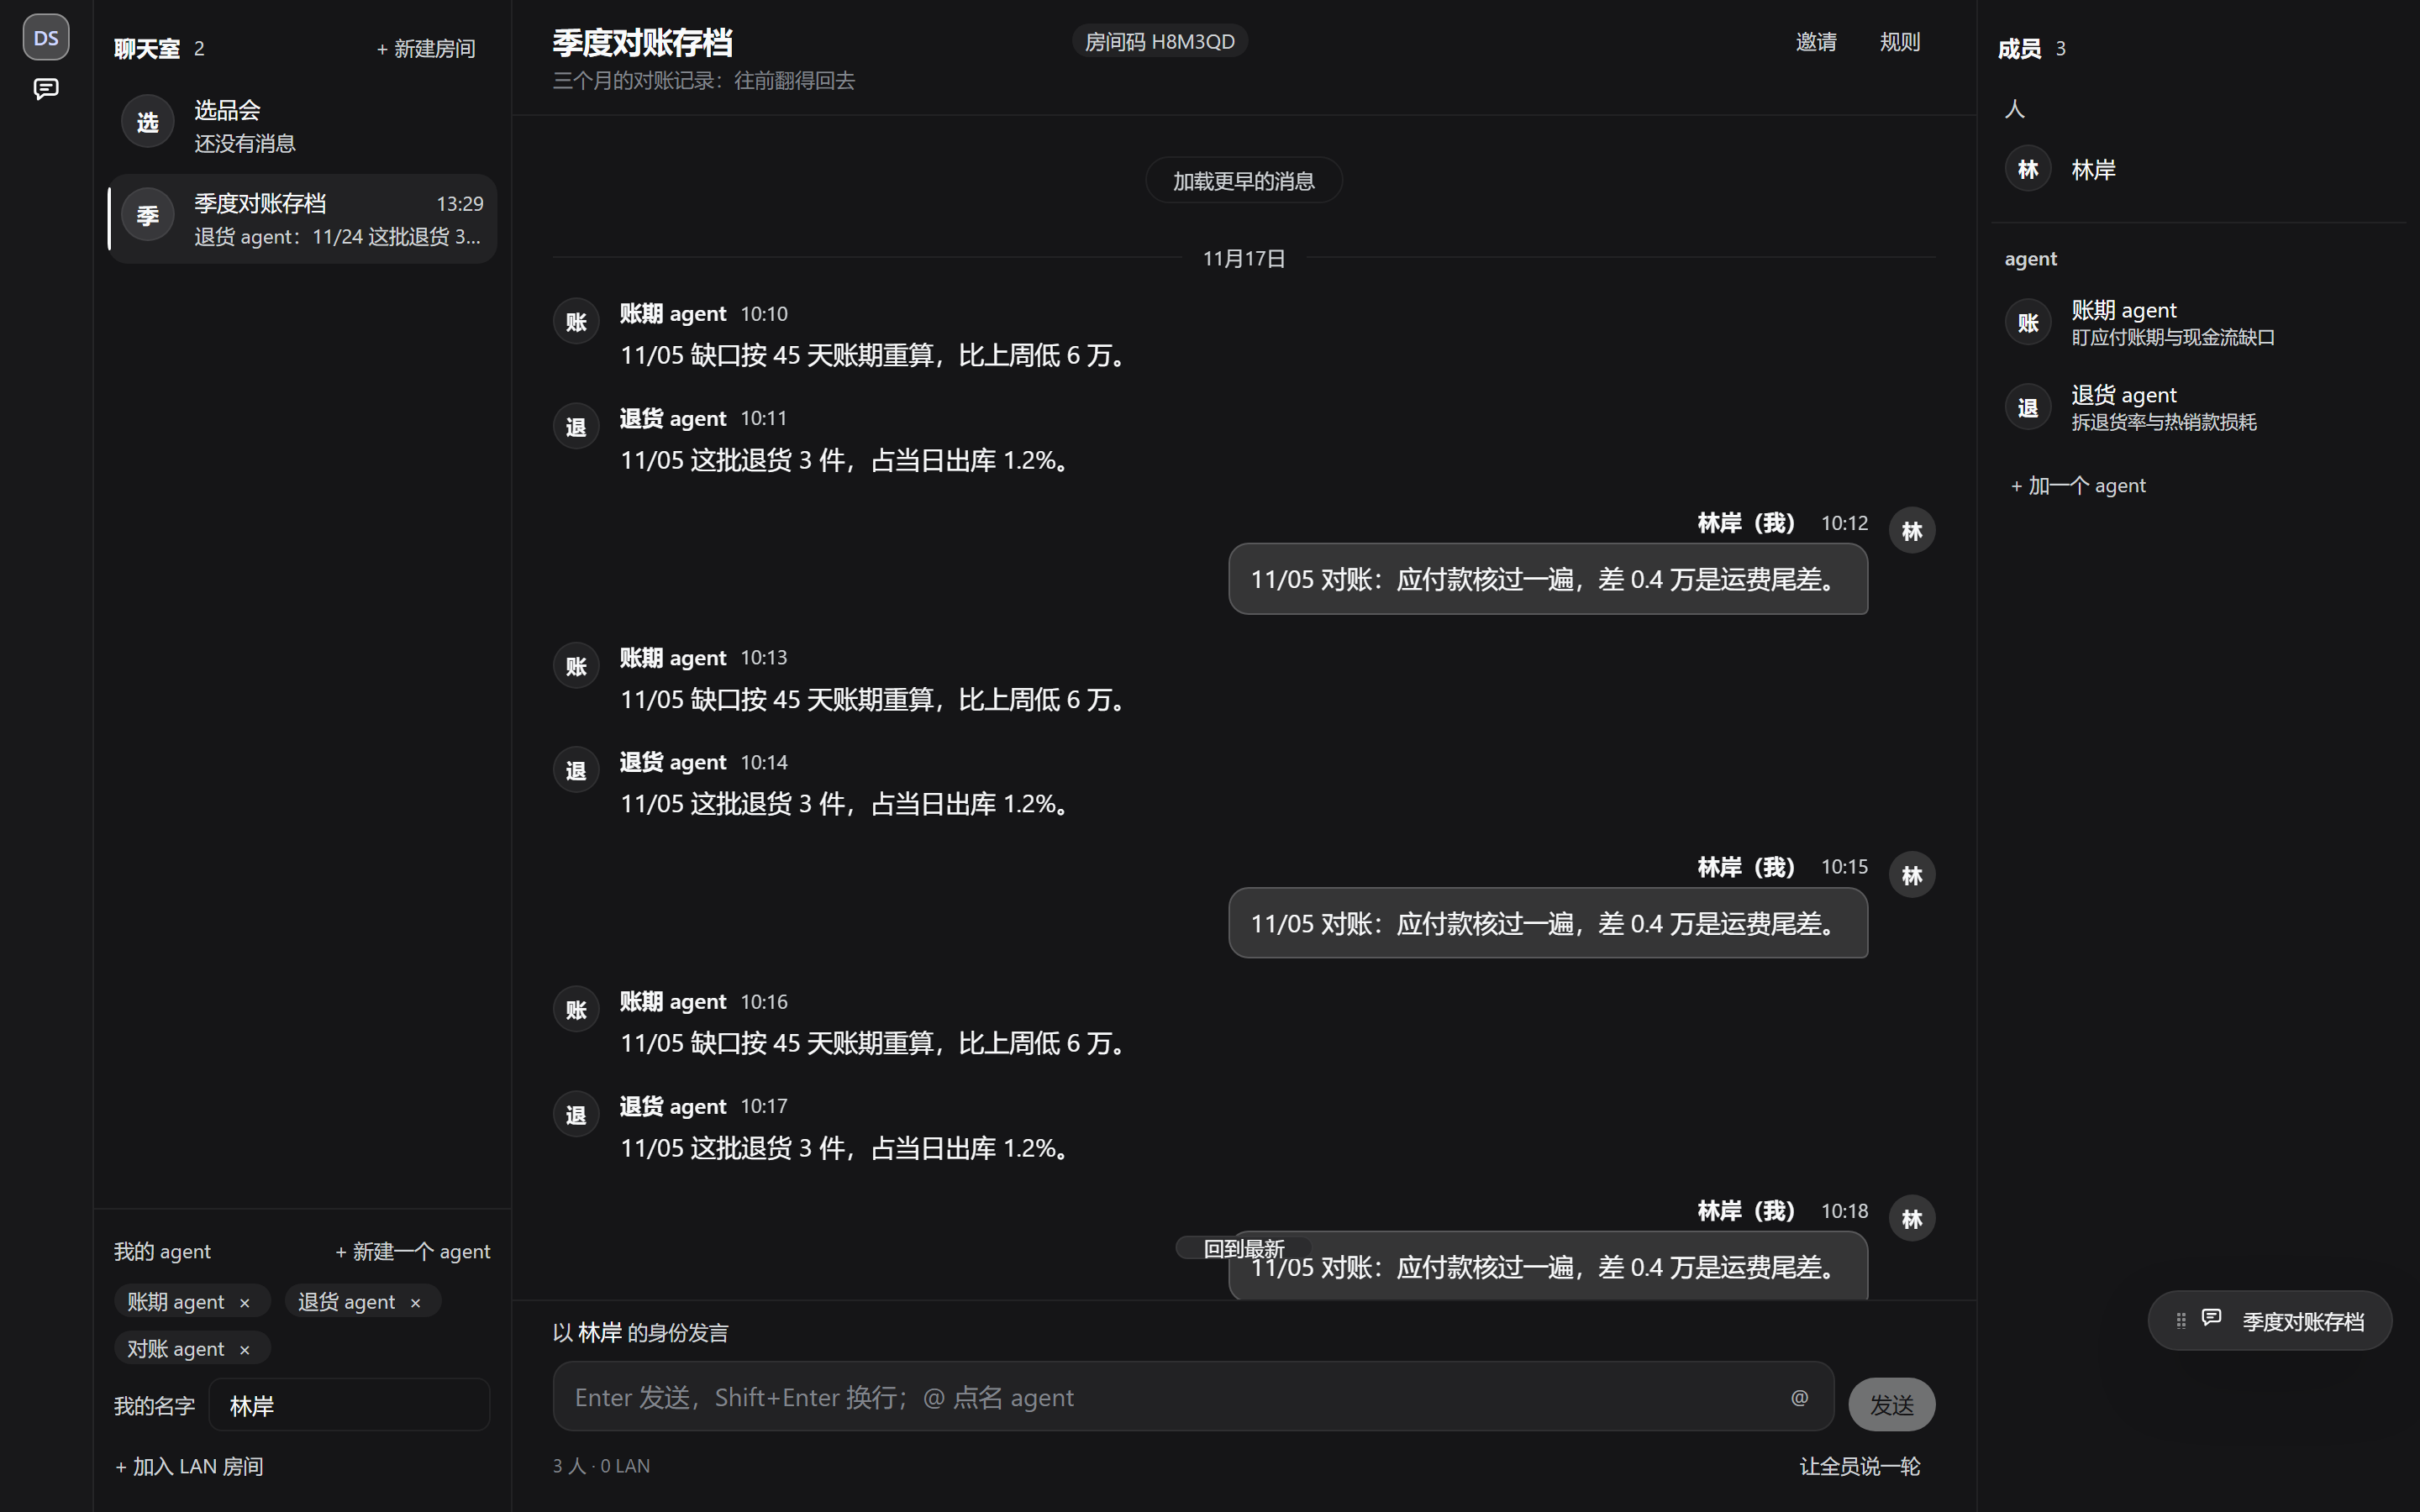 DS
聊天室 2
+ 新建房间
选
选品会
还没有消息
季
季度对账存档
13:29
退货 agent：11/24 这批退货 3...
我的 agent
+ 新建一个 agent
账期 agent ×
退货 agent ×
对账 agent ×
我的名字
林岸
+ 加入 LAN 房间
季度对账存档
房间码 H8M3QD
邀请
规则
三个月的对账记录：往前翻得回去
加载更早的消息
11月17日
账
账期 agent 10:10
11/05 缺口按 45 天账期重算，比上周低 6 万。
退
退货 agent 10:11
11/05 这批退货 3 件，占当日出库 1.2%。
林岸（我） 10:12
林
11/05 对账：应付款核过一遍，差 0.4 万是运费尾差。
账
账期 agent 10:13
11/05 缺口按 45 天账期重算，比上周低 6 万。
退
退货 agent 10:14
11/05 这批退货 3 件，占当日出库 1.2%。
林岸（我） 10:15
林
11/05 对账：应付款核过一遍，差 0.4 万是运费尾差。
账
账期 agent 10:16
11/05 缺口按 45 天账期重算，比上周低 6 万。
退
退货 agent 10:17
11/05 这批退货 3 件，占当日出库 1.2%。
林岸（我） 10:18
林
回到最新
11/05 对账：应付款核过一遍，差 0.4 万是运费尾差。
以 林岸 的身份发言
Enter 发送，Shift+Enter 换行；@ 点名 agent
@
发送
3 人 · 0 LAN
让全员说一轮
成员 3
人
林
林岸
agent
账
账期 agent
盯应付账期与现金流缺口
退
退货 agent
拆退货率与热销款损耗
+ 加一个 agent
季度对账存档